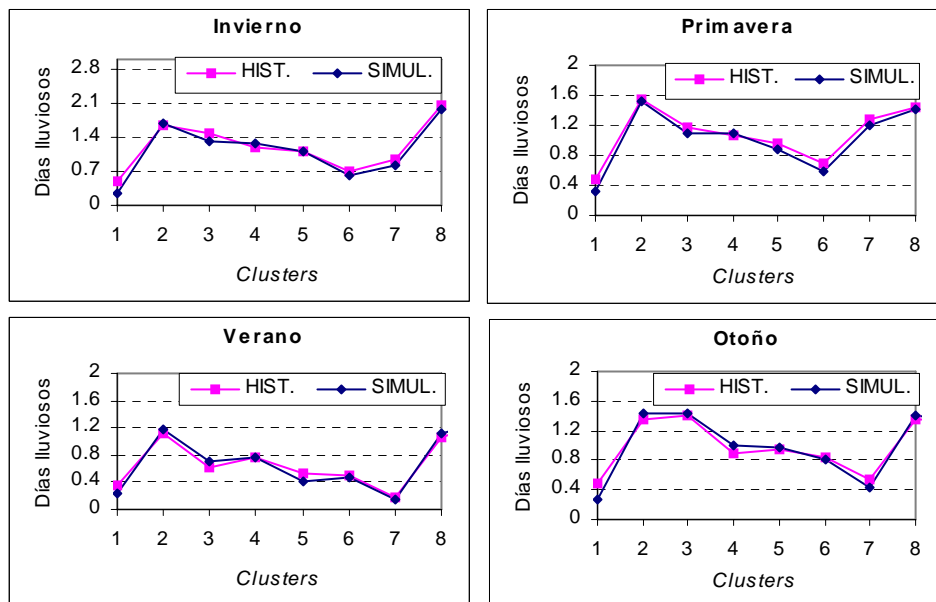 Invierno
HIST. SIMUL.
Días lluviosos
2.8
2.1
1.4
0.7
0
1 2 3 4 5 6 7 8
Clusters
Primavera
HIST. SIMUL.
Días lluviosos
2
1.6
1.2
0.8
0.4
0
1 2 3 4 5 6 7 8
Clusters
Verano
HIST. SIMUL.
Días lluviosos
2
1.6
1.2
0.8
0.4
0
1 2 3 4 5 6 7 8
Clusters
Otoño
HIST. SIMUL.
Días lluviosos
2
1.6
1.2
0.8
0.4
0
1 2 3 4 5 6 7 8
Clusters